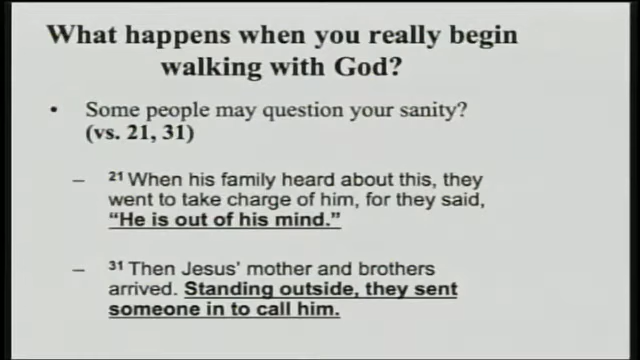 What happens when you really begin
walking with God?
• Some people may question your sanity?
(vs. 21, 31)
– 21 When his family heard about this, they
went to take charge of him, for they said,
“He is out of his mind.”
– 31 Then Jesus' mother and brothers
arrived. Standing outside, they sent
someone in to call him.